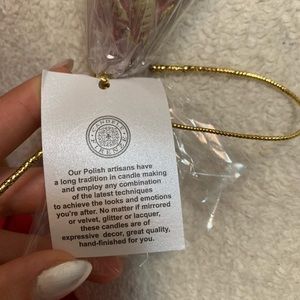 CANDELA
FIRENZE
Our Polish artisans have
a long tradition in candle making
and employ any combination
of the latest techniques
to achieve the looks and emotions
you're after. No matter if mirrored
or velvet, glitter or lacquer,
these candles are of
expressive decor, great quality,
hand-finished for you.